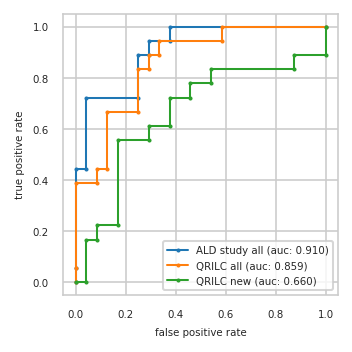 1.0
0.8
0.6
0.4
0.2
0.0
true positive rate
ALD study all (auc: 0.910)
QRILC all (auc: 0.859)
QRILC new (auc: 0.660)
0.0 0.2 0.4 0.6 0.8 1.0
false positive rate